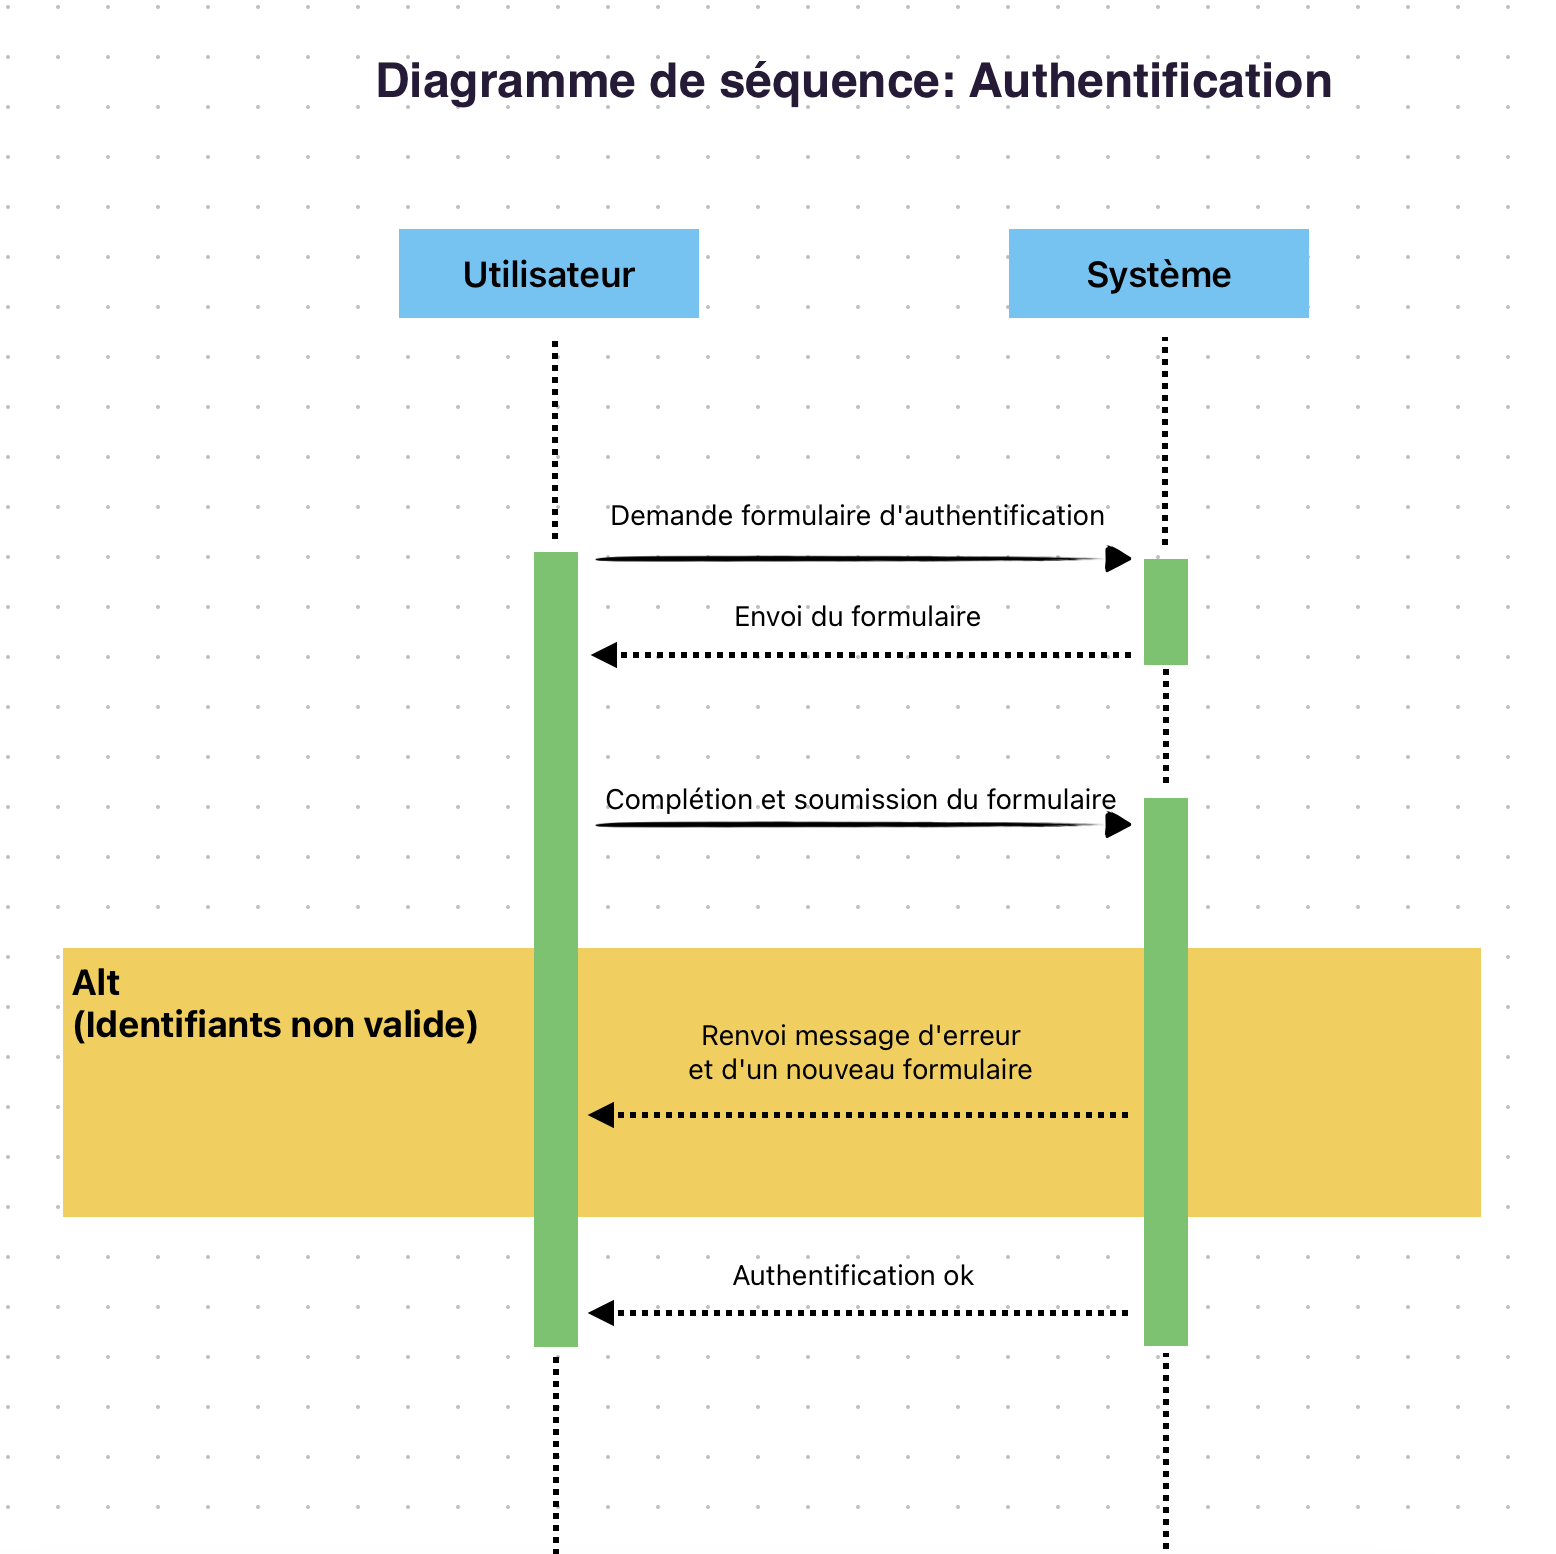 Diagramme de séquence: Authentification
Utilisateur
Système
Demande formulaire d'authentification
Envoi du formulaire
Complétion et soumission du formulaire
Alt
(Identifiants non valide)
Renvoi message d'erreur
et d'un nouveau formulaire
Authentification ok